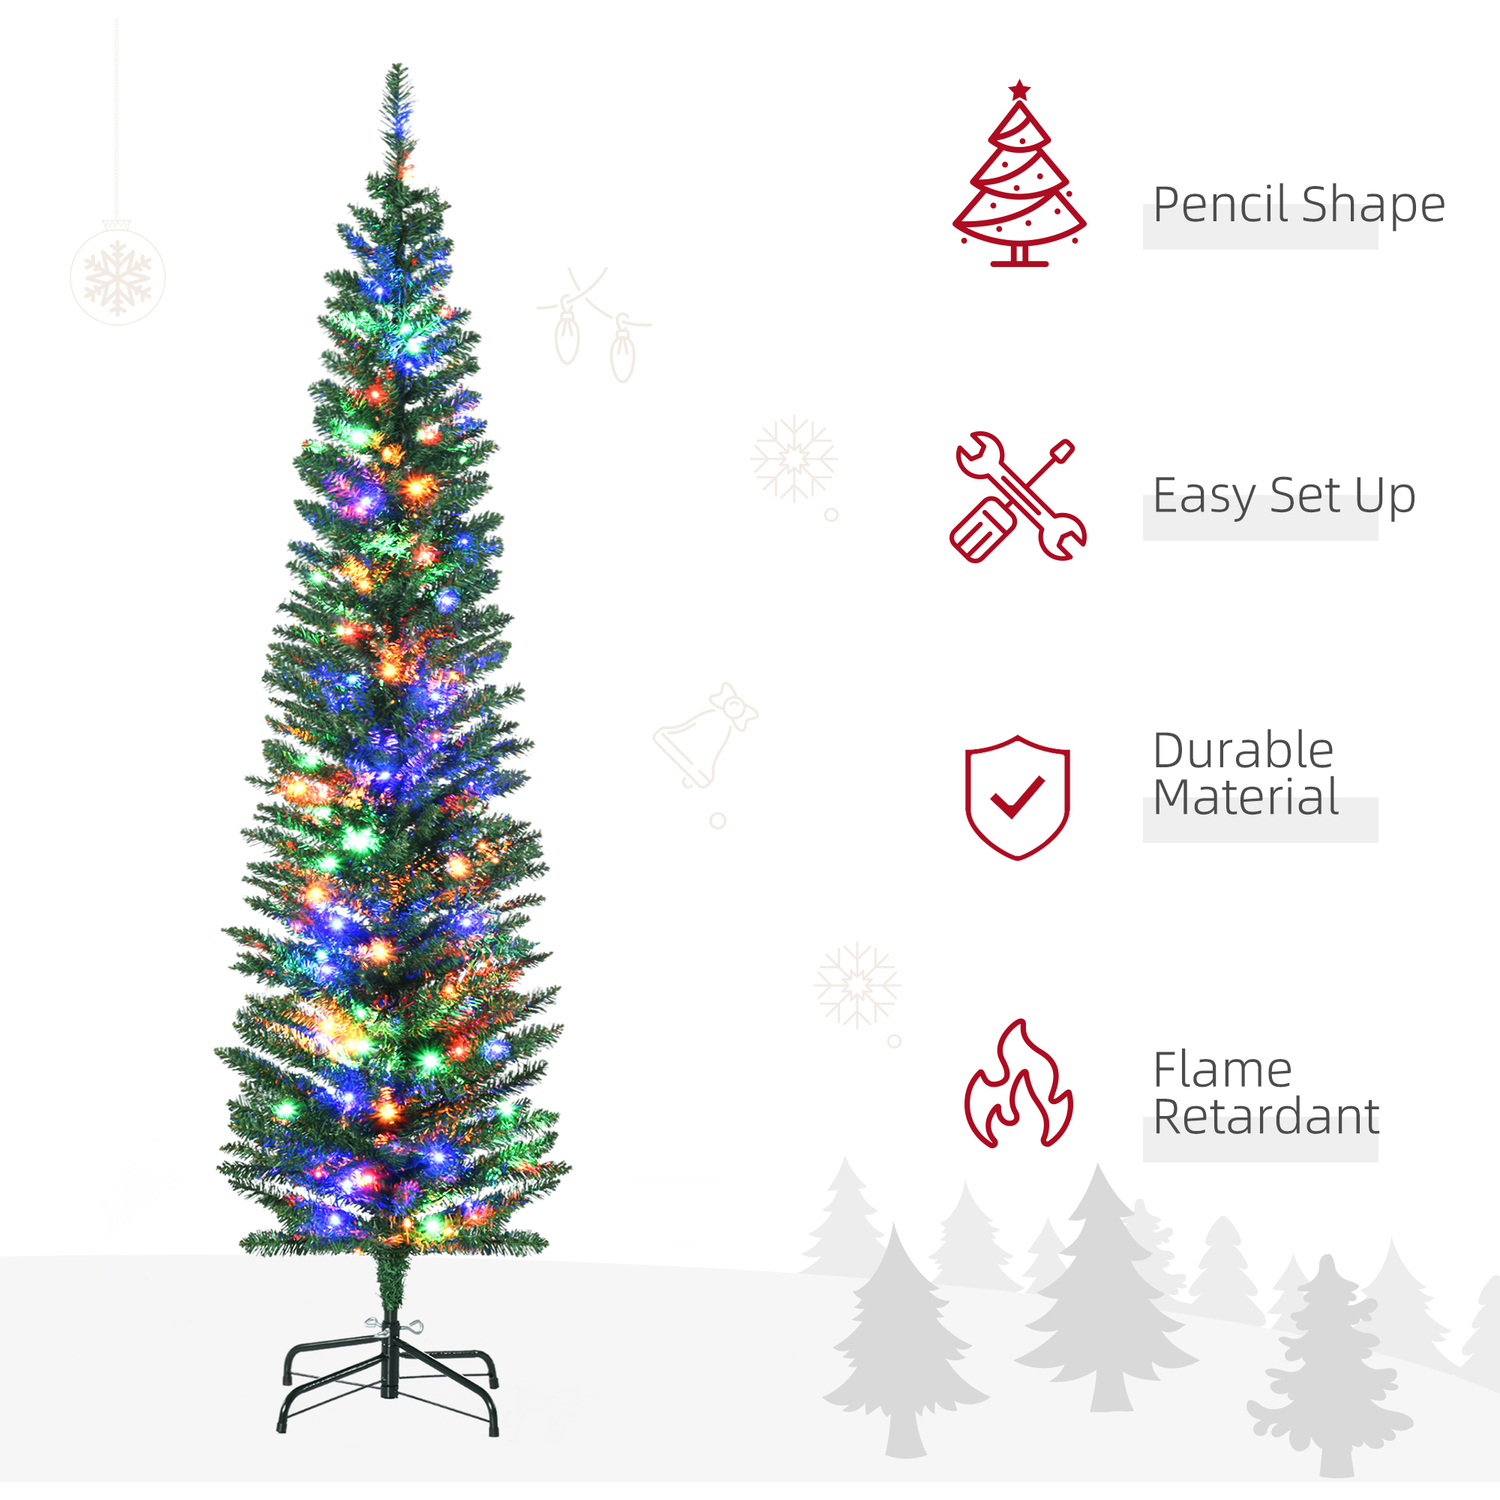 Pencil Shape
Easy Set Up
Durable
Material
Flame
Retardant